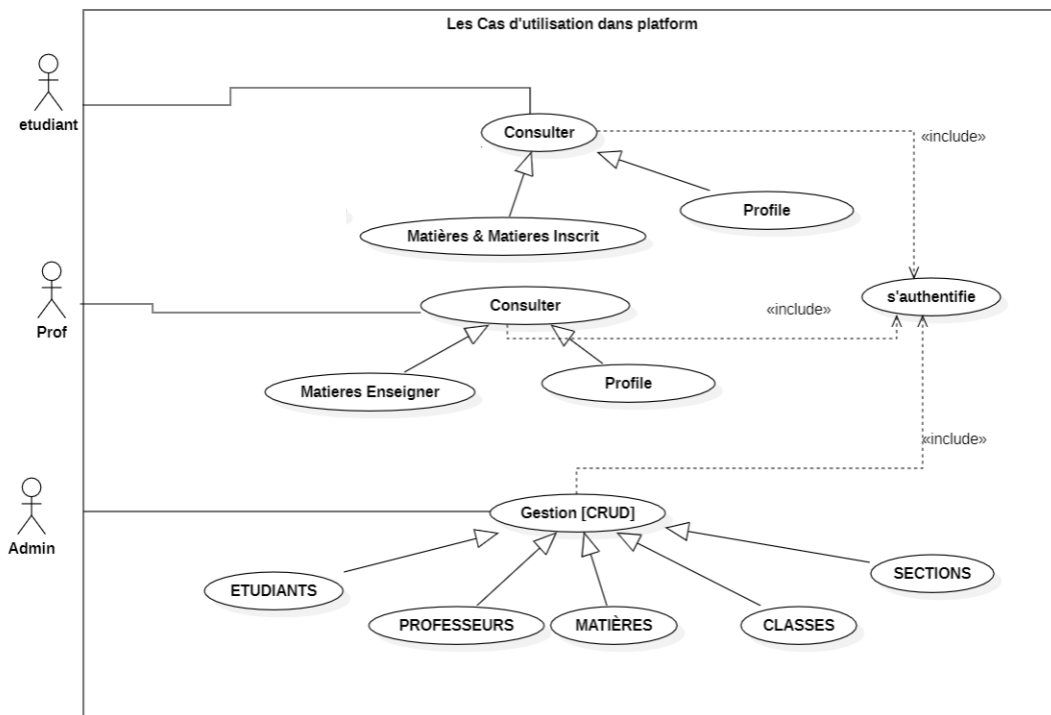 Les Cas d'utilisation dans platform
etudiant
Consulter
«include»
Profile
Matières & Matieres Inscrit
s'authentifie
Prof
Consulter
«include»
Matieres Enseigner
Profile
«include»
Admin
Gestion [CRUD]
SECTIONS
ETUDIANTS
PROFESSEURS
MATIÈRES
CLASSES